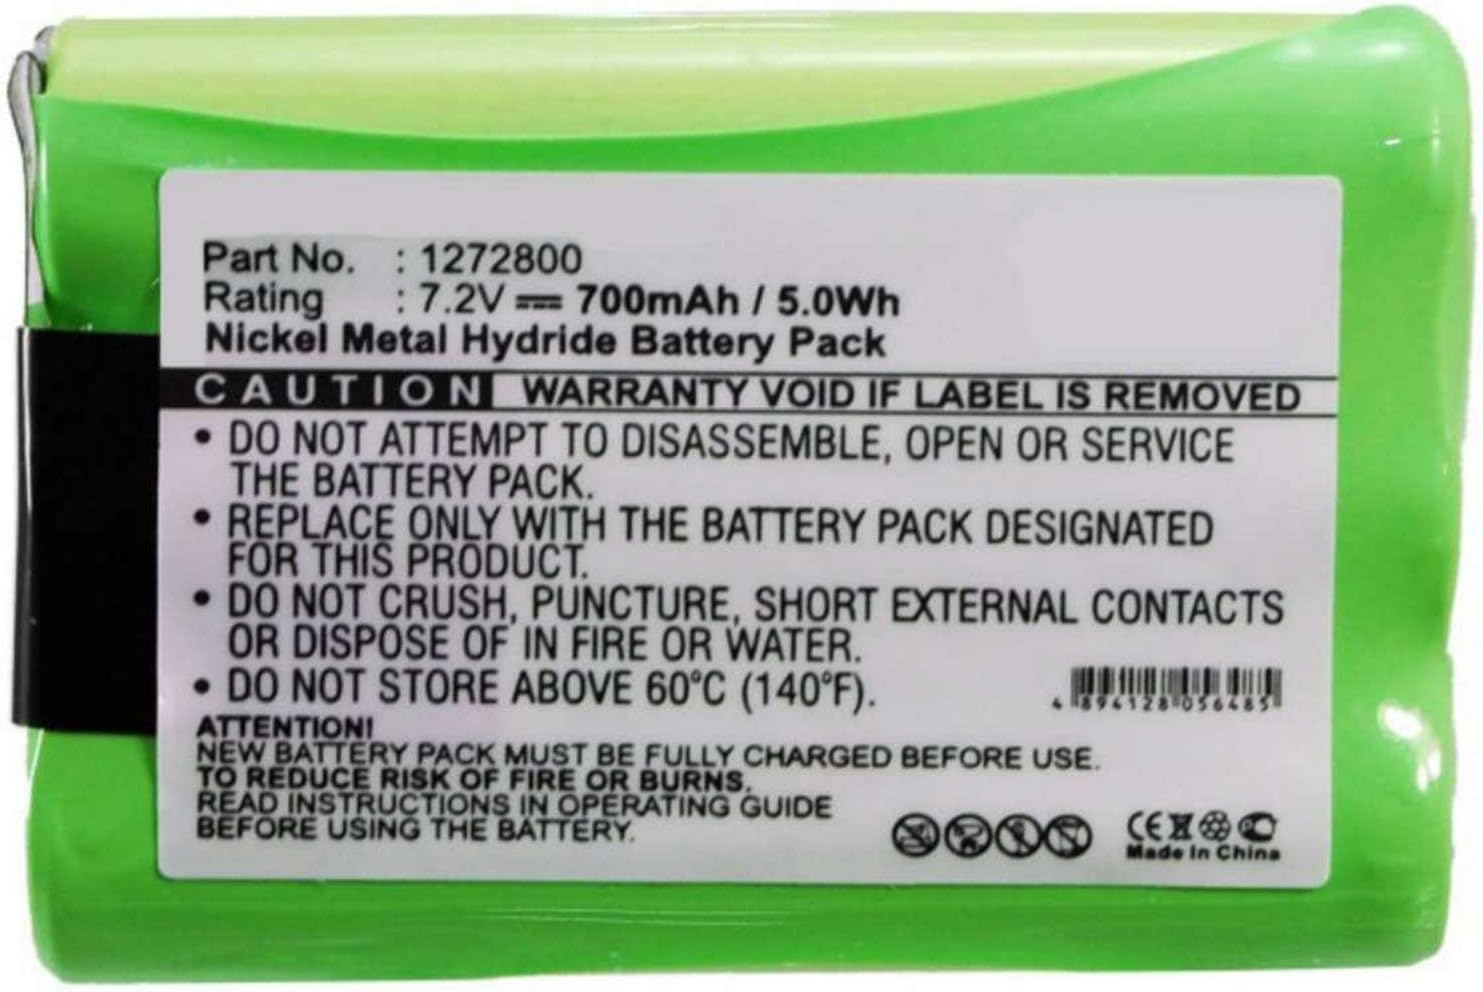 Part No. : 1272800
Rating : 7.2V ⎓ 700mAh / 5.0Wh
Nickel Metal Hydride Battery Pack
CAUTION WARRANTY VOID IF LABEL IS REMOVED
• DO NOT ATTEMPT TO DISASSEMBLE, OPEN OR SERVICE
THE BATTERY PACK.
• REPLACE ONLY WITH THE BATTERY PACK DESIGNATED
FOR THIS PRODUCT.
• DO NOT CRUSH, PUNCTURE, SHORT EXTERNAL CONTACTS
OR DISPOSE OF IN FIRE OR WATER.
• DO NOT STORE ABOVE 60°C (140°F).
4 894128 056485
ATTENTION!
NEW BATTERY PACK MUST BE FULLY CHARGED BEFORE USE.
TO REDUCE RISK OF FIRE OR BURNS.
READ INSTRUCTIONS IN OPERATING GUIDE
BEFORE USING THE BATTERY.
CE
Made In China